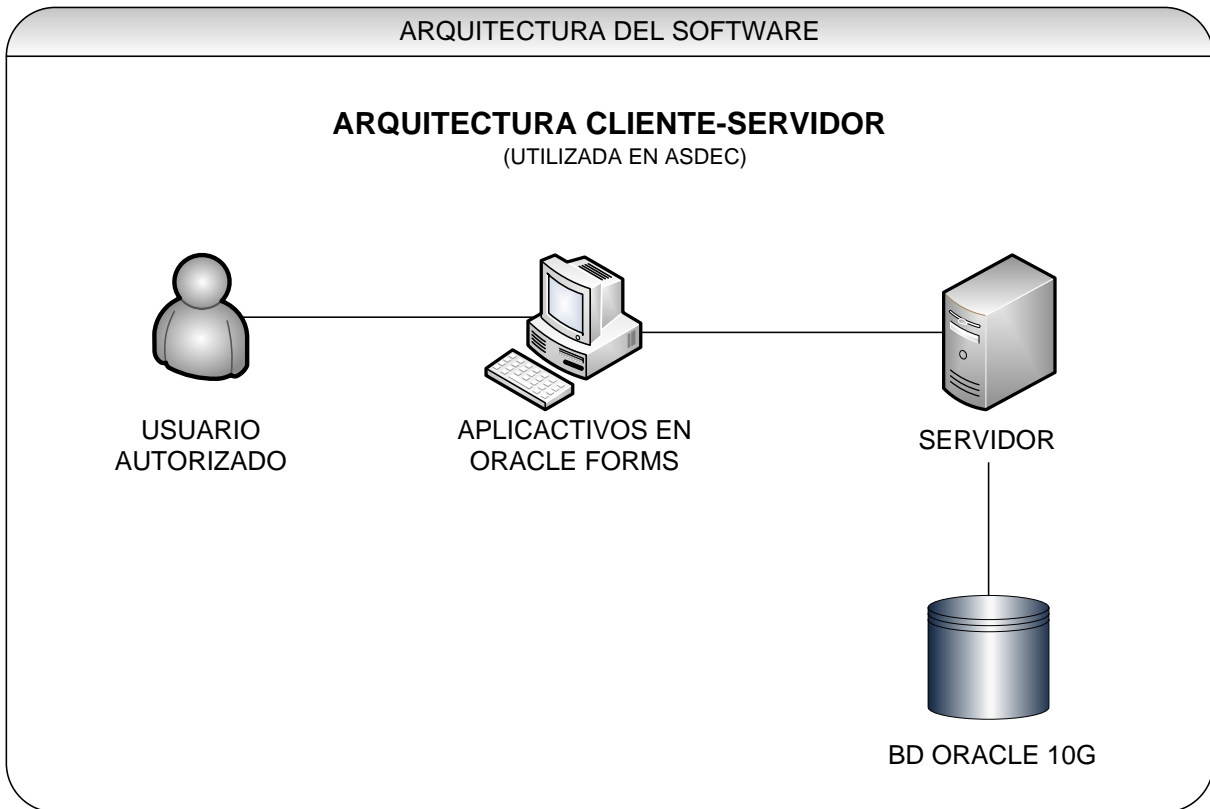 ARQUITECTURA DEL SOFTWARE
ARQUITECTURA CLIENTE-SERVIDOR
(UTILIZADA EN ASDEC)
USUARIO
AUTORIZADO
APLICACTIVOS EN
ORACLE FORMS
SERVIDOR
BD ORACLE 10G